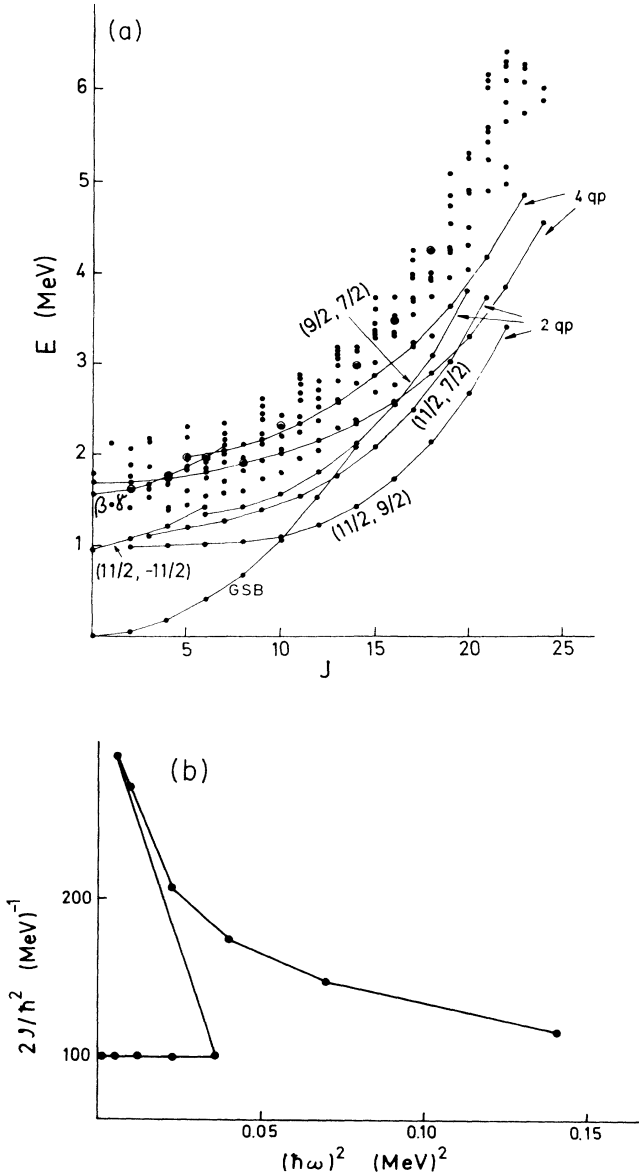 (a)
6
5
4
3
2
1
E (MeV)
4 qp
2 qp
(9/2, 7/2)
(11/2, 7/2)
(11/2, 9/2)
β·γ
(11/2, -11/2)
GSB
5
10
15
20
25
J
(b)
200
100
2J/ħ² (MeV)⁻¹
0.05
0.10
0.15
(ħω)² (MeV)²